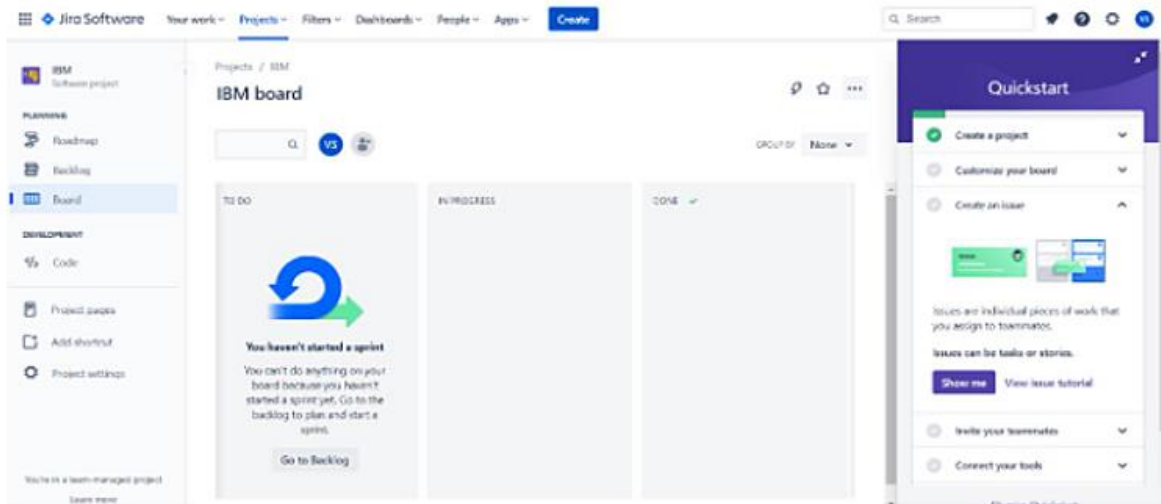 Jira Software
Your work
Projects
Filters
Dashboards
People
Apps
Create
Search
VS
IBM
Software project
PLANNING
Roadmap
Backlog
Board
DEVELOPMENT
Code
Project pages
Add shortcut
Project settings
You're in a team-managed project
Learn more
Projects / IBM
IBM board
VS
GROUP BY
None
TO DO
IN PROGRESS
DONE
You haven't started a sprint
You can't do anything on your
board because you haven't
started a sprint yet. Go to the
backlog to plan and start a
sprint.
Go to Backlog
Quickstart
Create a project
Customize your board
Create an issue
Issues are individual pieces of work that
you assign to teammates.
Issues can be tasks or stories.
Show me
View issue tutorial
Invite your teammates
Connect your tools
Quickstart